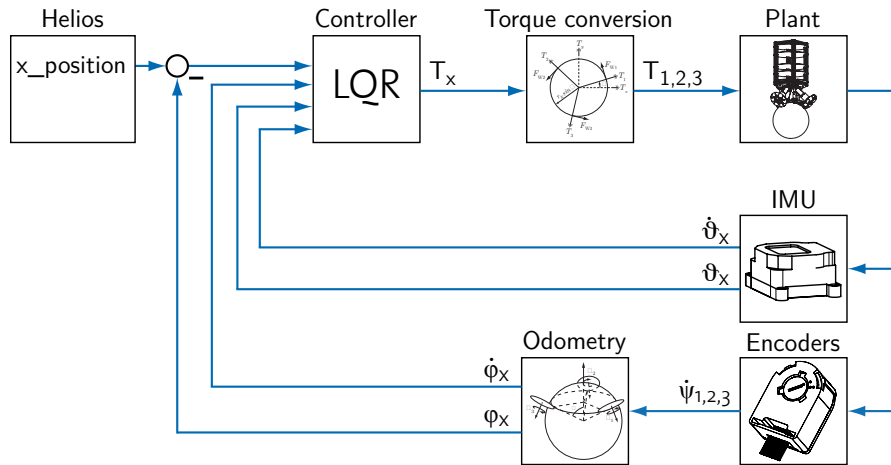 Helios
Controller
Torque conversion
Plant
x_position
LQR
Tₓ
T₁,₂,₃
IMU
ϑ̇ₓ
ϑₓ
Odometry
Encoders
φ̇ₓ
ψ̇₁,₂,₃
φₓ